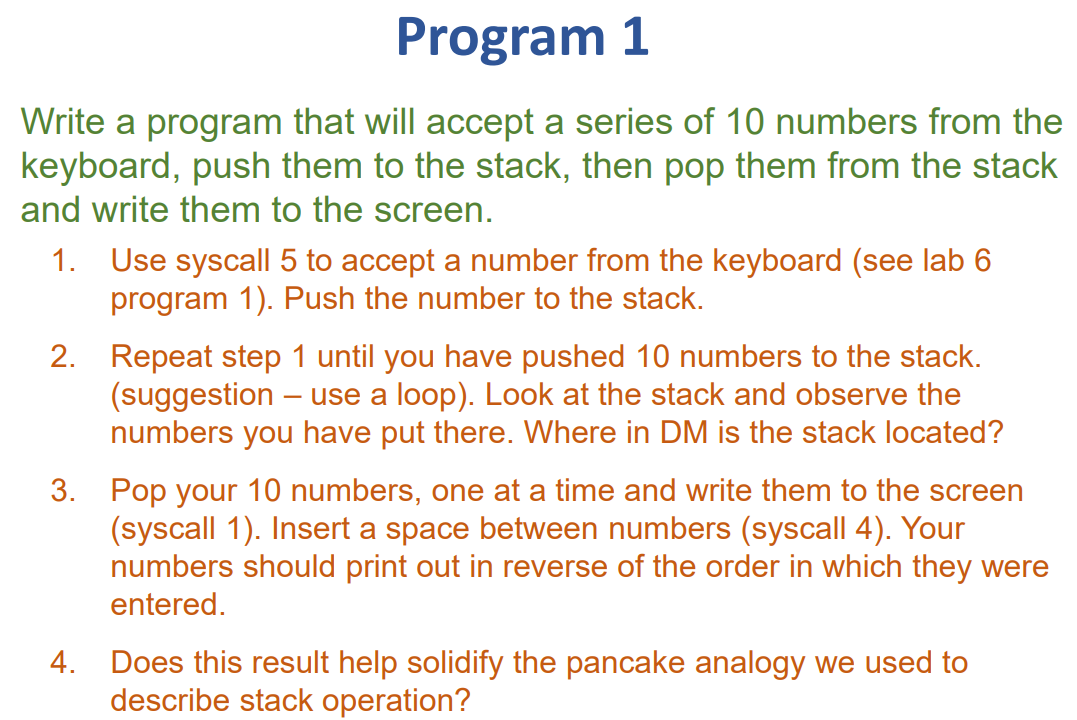 Program 1
Write a program that will accept a series of 10 numbers from the
keyboard, push them to the stack, then pop them from the stack
and write them to the screen.
1. Use syscall 5 to accept a number from the keyboard (see lab 6
program 1). Push the number to the stack.
2. Repeat step 1 until you have pushed 10 numbers to the stack.
(suggestion – use a loop). Look at the stack and observe the
numbers you have put there. Where in DM is the stack located?
3. Pop your 10 numbers, one at a time and write them to the screen
(syscall 1). Insert a space between numbers (syscall 4). Your
numbers should print out in reverse of the order in which they were
entered.
4. Does this result help solidify the pancake analogy we used to
describe stack operation?